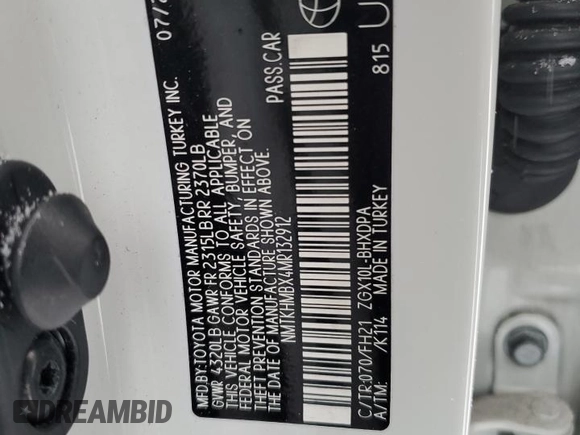 07/
MFD BY:TOYOTA MOTOR MANUFACTURING TURKEY INC.
GVWR 4320LB GAWR FR 2315LB RR 2370LB
THIS VEHICLE CONFORMS TO ALL APPLICABLE
FEDERAL MOTOR VEHICLE SAFETY, BUMPER, AND
THEFT PREVENTION STANDARDS IN EFFECT ON
THE DATE OF MANUFACTURE SHOWN ABOVE.
NMTKHMBX4MR132912 PASS.CAR
C/TR:070/FH21 ZGX10L-BHXDPA U
A/TM: /K114 MADE IN TURKEY 815
DREAMBID